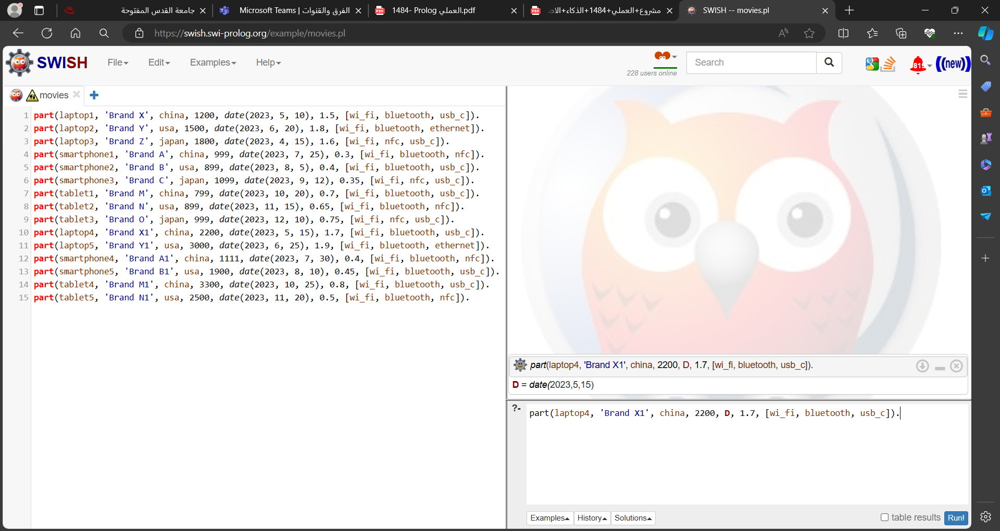 جامعة القدس المفتوحة
Microsoft Teams | الفرق والقنوات
1484- Prolog العملي.pdf
مشروع+العملي+1484+الذكاء+الاص
SWISH -- movies.pl
https://swish.swi-prolog.org/example/movies.pl
SWISH
File
Edit
Examples
Help
228 users online
Search
819
((new))
movies
1 part(laptop1, 'Brand X', china, 1200, date(2023, 5, 10), 1.5, [wi_fi, bluetooth, usb_c]).
2 part(laptop2, 'Brand Y', usa, 1500, date(2023, 6, 20), 1.8, [wi_fi, bluetooth, ethernet]).
3 part(laptop3, 'Brand Z', japan, 1800, date(2023, 4, 15), 1.6, [wi_fi, nfc, usb_c]).
4 part(smartphone1, 'Brand A', china, 999, date(2023, 7, 25), 0.3, [wi_fi, bluetooth, nfc]).
5 part(smartphone2, 'Brand B', usa, 899, date(2023, 8, 5), 0.4, [wi_fi, bluetooth, usb_c]).
6 part(smartphone3, 'Brand C', japan, 1099, date(2023, 9, 12), 0.35, [wi_fi, nfc, usb_c]).
7 part(tablet1, 'Brand M', china, 799, date(2023, 10, 20), 0.7, [wi_fi, bluetooth, usb_c]).
8 part(tablet2, 'Brand N', usa, 899, date(2023, 11, 15), 0.65, [wi_fi, bluetooth, nfc]).
9 part(tablet3, 'Brand O', japan, 999, date(2023, 12, 10), 0.75, [wi_fi, nfc, usb_c]).
10 part(laptop4, 'Brand X1', china, 2200, date(2023, 5, 15), 1.7, [wi_fi, bluetooth, usb_c]).
11 part(laptop5, 'Brand Y1', usa, 3000, date(2023, 6, 25), 1.9, [wi_fi, bluetooth, ethernet]).
12 part(smartphone4, 'Brand A1', china, 1111, date(2023, 7, 30), 0.4, [wi_fi, bluetooth, nfc]).
13 part(smartphone5, 'Brand B1', usa, 1900, date(2023, 8, 10), 0.45, [wi_fi, bluetooth, usb_c]).
14 part(tablet4, 'Brand M1', china, 3300, date(2023, 10, 25), 0.8, [wi_fi, bluetooth, usb_c]).
15 part(tablet5, 'Brand N1', usa, 2500, date(2023, 11, 20), 0.5, [wi_fi, bluetooth, nfc]).
part(laptop4, 'Brand X1', china, 2200, D, 1.7, [wi_fi, bluetooth, usb_c]).
D = date(2023,5,15)
?- part(laptop4, 'Brand X1', china, 2200, D, 1.7, [wi_fi, bluetooth, usb_c]).
Examples
History
Solutions
table results
Run!